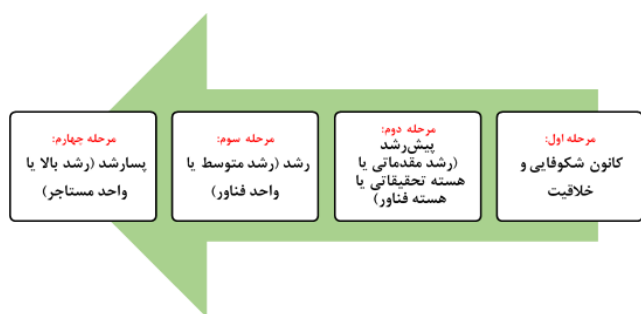 مرحله اول:
کانون شکوفایی و
خلاقیت
مرحله دوم:
پیش‌رشد
(رشد مقدماتی یا
هسته تحقیقاتی یا
هسته فناور)
مرحله سوم:
رشد (رشد متوسط یا
واحد فناور)
مرحله چهارم:
پسارشد (رشد بالا یا
واحد مستاجر)